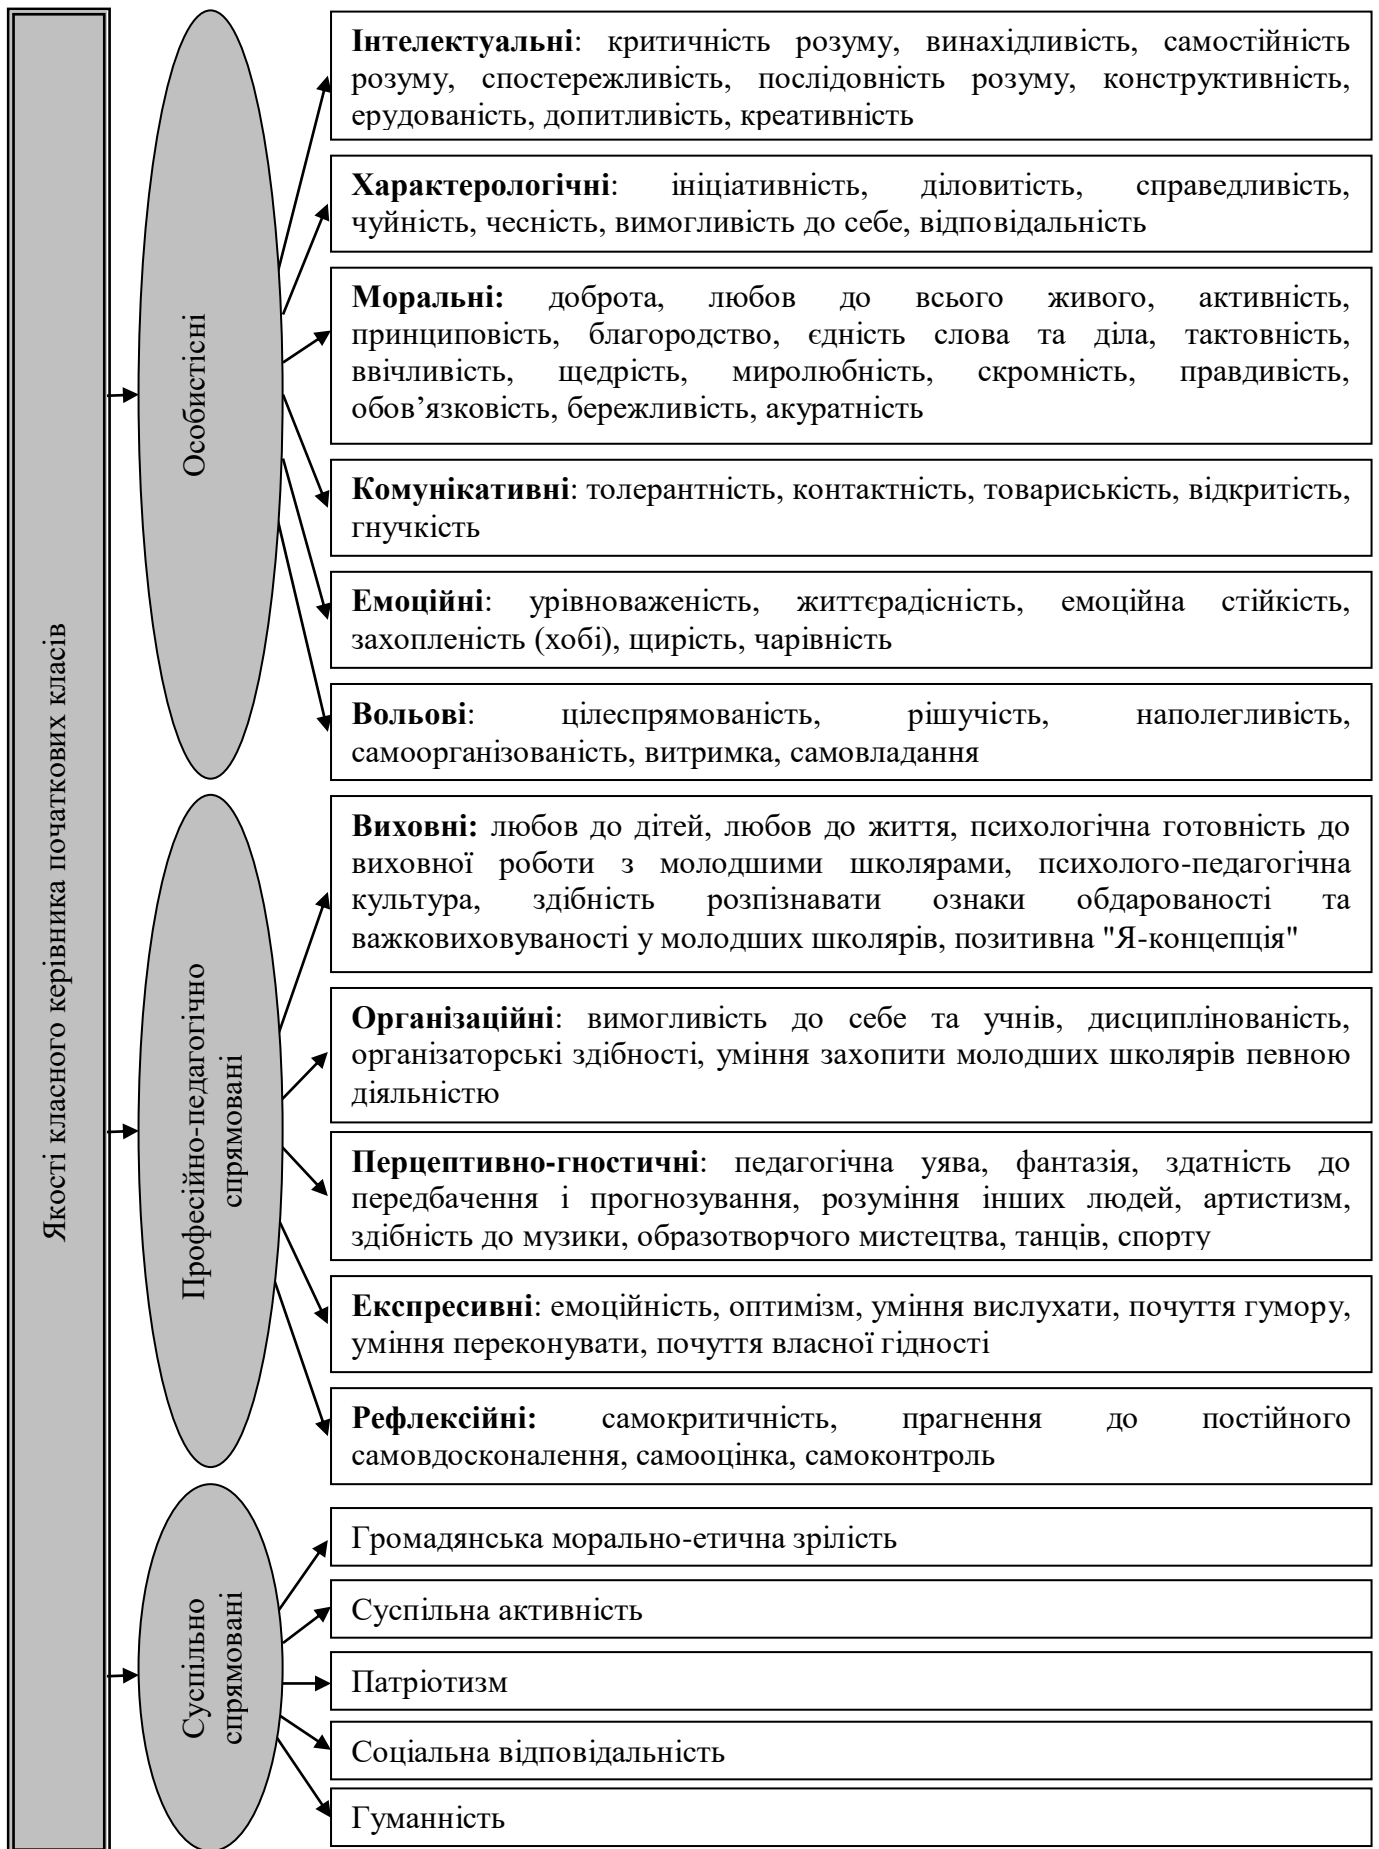 Якості класного керівника початкових класів
Особистісні
Інтелектуальні: критичність розуму, винахідливість, самостійність
розуму, спостережливість, послідовність розуму, конструктивність,
ерудованість, допитливість, креативність
Характерологічні: ініціативність, діловитість, справедливість,
чуйність, чесність, вимогливість до себе, відповідальність
Моральні: доброта, любов до всього живого, активність,
принциповість, благородство, єдність слова та діла, тактовність,
ввічливість, щедрість, миролюбність, скромність, правдивість,
обов’язковість, бережливість, акуратність
Комунікативні: толерантність, контактність, товариськість, відкритість,
гнучкість
Емоційні: урівноваженість, життєрадісність, емоційна стійкість,
захопленість (хобі), щирість, чарівність
Вольові: цілеспрямованість, рішучість, наполегливість,
самоорганізованість, витримка, самовладання
Професійно-педагогічно
спрямовані
Виховні: любов до дітей, любов до життя, психологічна готовність до
виховної роботи з молодшими школярами, психолого-педагогічна
культура, здібність розпізнавати ознаки обдарованості та
важковиховуваності у молодших школярів, позитивна "Я-концепція"
Організаційні: вимогливість до себе та учнів, дисциплінованість,
організаторські здібності, уміння захопити молодших школярів певною
діяльністю
Перцептивно-гностичні: педагогічна уява, фантазія, здатність до
передбачення і прогнозування, розуміння інших людей, артистизм,
здібність до музики, образотворчого мистецтва, танців, спорту
Експресивні: емоційність, оптимізм, уміння вислухати, почуття гумору,
уміння переконувати, почуття власної гідності
Рефлексійні: самокритичність, прагнення до постійного
самовдосконалення, самооцінка, самоконтроль
Суспільно
спрямовані
Громадянська морально-етична зрілість
Суспільна активність
Патріотизм
Соціальна відповідальність
Гуманність